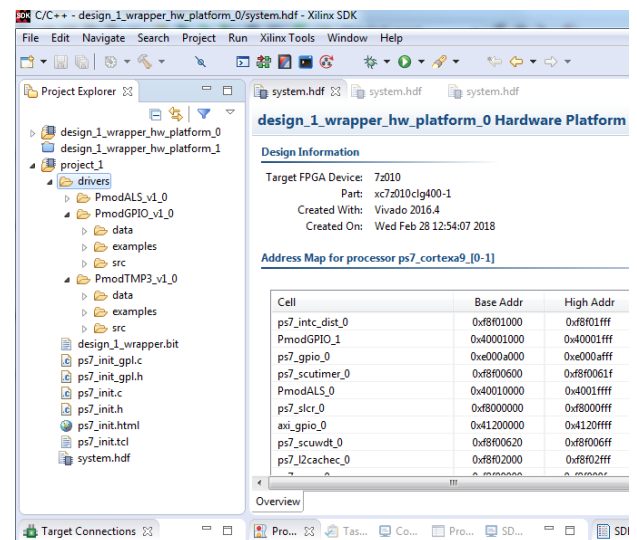 C/C++ - design_1_wrapper_hw_platform_0/system.hdf - Xilinx SDK
File Edit Navigate Search Project Run Xilinx Tools Window Help
Project Explorer
design_1_wrapper_hw_platform_0
design_1_wrapper_hw_platform_1
project_1
drivers
PmodALS_v1_0
PmodGPIO_v1_0
data
examples
src
PmodTMP3_v1_0
data
examples
src
design_1_wrapper.bit
ps7_init_gpl.c
ps7_init_gpl.h
ps7_init.c
ps7_init.h
ps7_init.html
ps7_init.tcl
system.hdf
system.hdf system.hdf system.hdf
design_1_wrapper_hw_platform_0 Hardware Platform
Design Information
Target FPGA Device: 7z010
Part: xc7z010clg400-1
Created With: Vivado 2016.4
Created On: Wed Feb 28 12:54:07 2018
Address Map for processor ps7_cortexa9_[0-1]
Cell Base Addr High Addr
ps7_intc_dist_0 0xf8f01000 0xf8f01fff
PmodGPIO_1 0x40001000 0x40001fff
ps7_gpio_0 0xe000a000 0xe000afff
ps7_scutimer_0 0xf8f00600 0xf8f0061f
PmodALS_0 0x40010000 0x4001ffff
ps7_slcr_0 0xf8000000 0xf8000fff
axi_gpio_0 0x41200000 0x4120ffff
ps7_scuwdt_0 0xf8f00620 0xf8f006ff
ps7_l2cachec_0 0xf8f02000 0xf8f02fff
Overview
Target Connections
Pro... Tas... Co... Pro... SD...